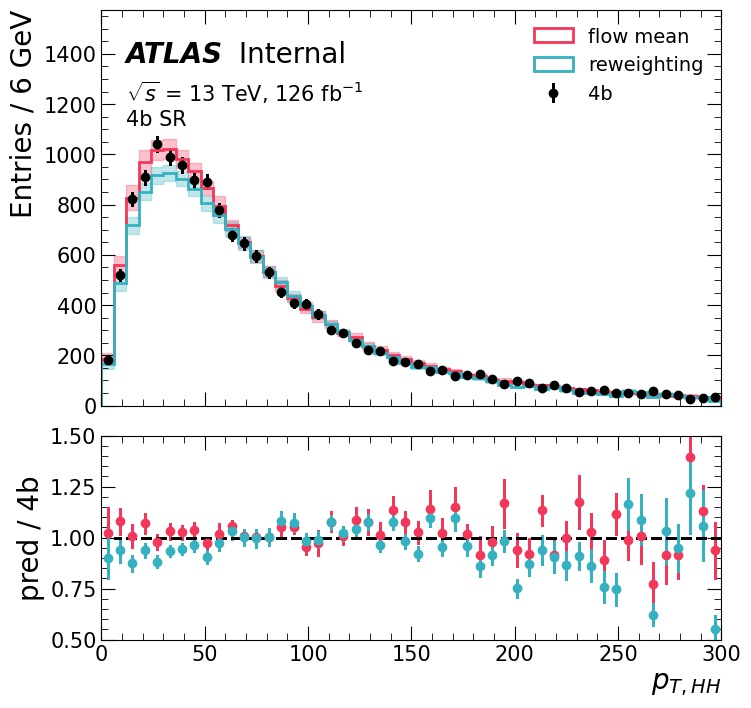 Entries / 6 GeV
1400
1200
1000
800
600
400
200
0
ATLAS Internal
√s = 13 TeV, 126 fb⁻¹
4b SR
flow mean
reweighting
4b
pred / 4b
1.50
1.25
1.00
0.75
0.50
0 50 100 150 200 250 300
p_{T, HH}